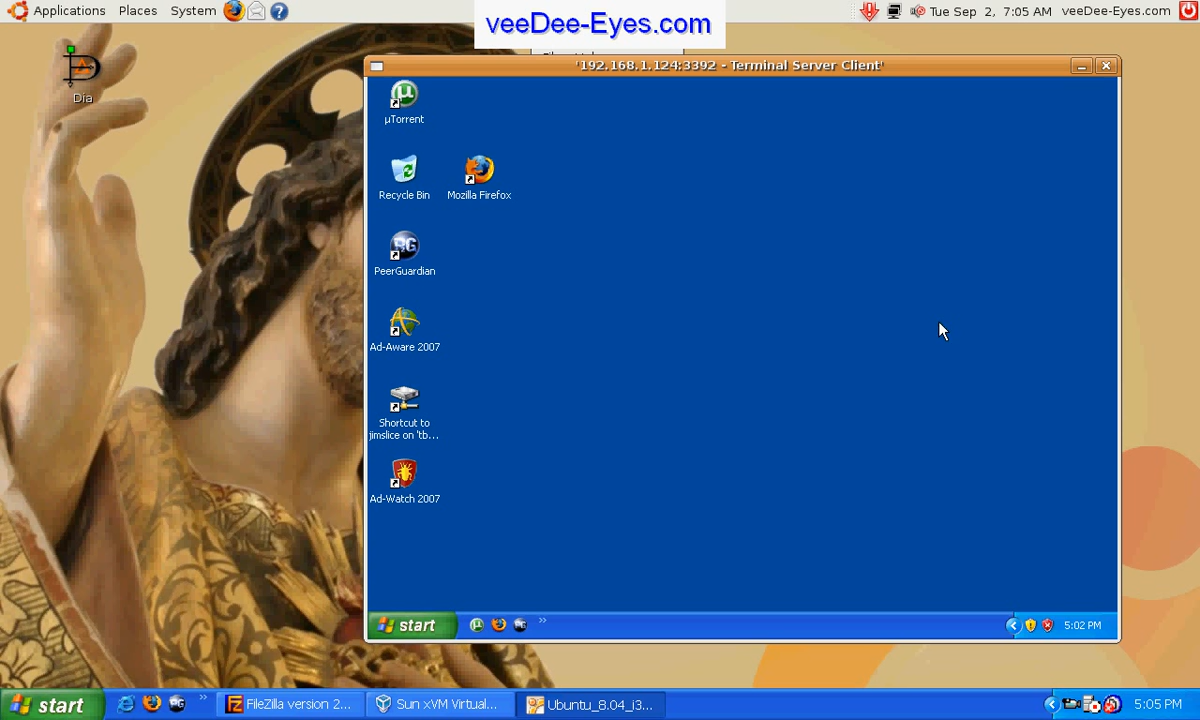 Applications Places System
Tue Sep 2, 7:05 AM veeDee-Eyes.com
veeDee-Eyes.com
Dia
'192.168.1.124:3392 - Terminal Server Client'
µTorrent
Recycle Bin
Mozilla Firefox
PeerGuardian
Ad-Aware 2007
Shortcut to
jimslice on 'tb...
Ad-Watch 2007
start
5:02 PM
start
FileZilla version 2...
Sun xVM Virtual...
Ubuntu_8.04_i3...
5:05 PM